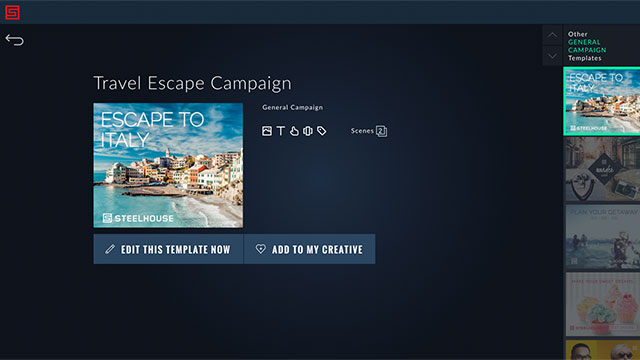 Other
GENERAL
CAMPAIGN
Templates
Travel Escape Campaign
General Campaign
ESCAPE TO
ITALY
Scenes 2
STEELHOUSE
EDIT THIS TEMPLATE NOW
ADD TO MY CREATIVE
ESCAPE TO
ITALY
STEELHOUSE
PLAN YOUR GETAWAY